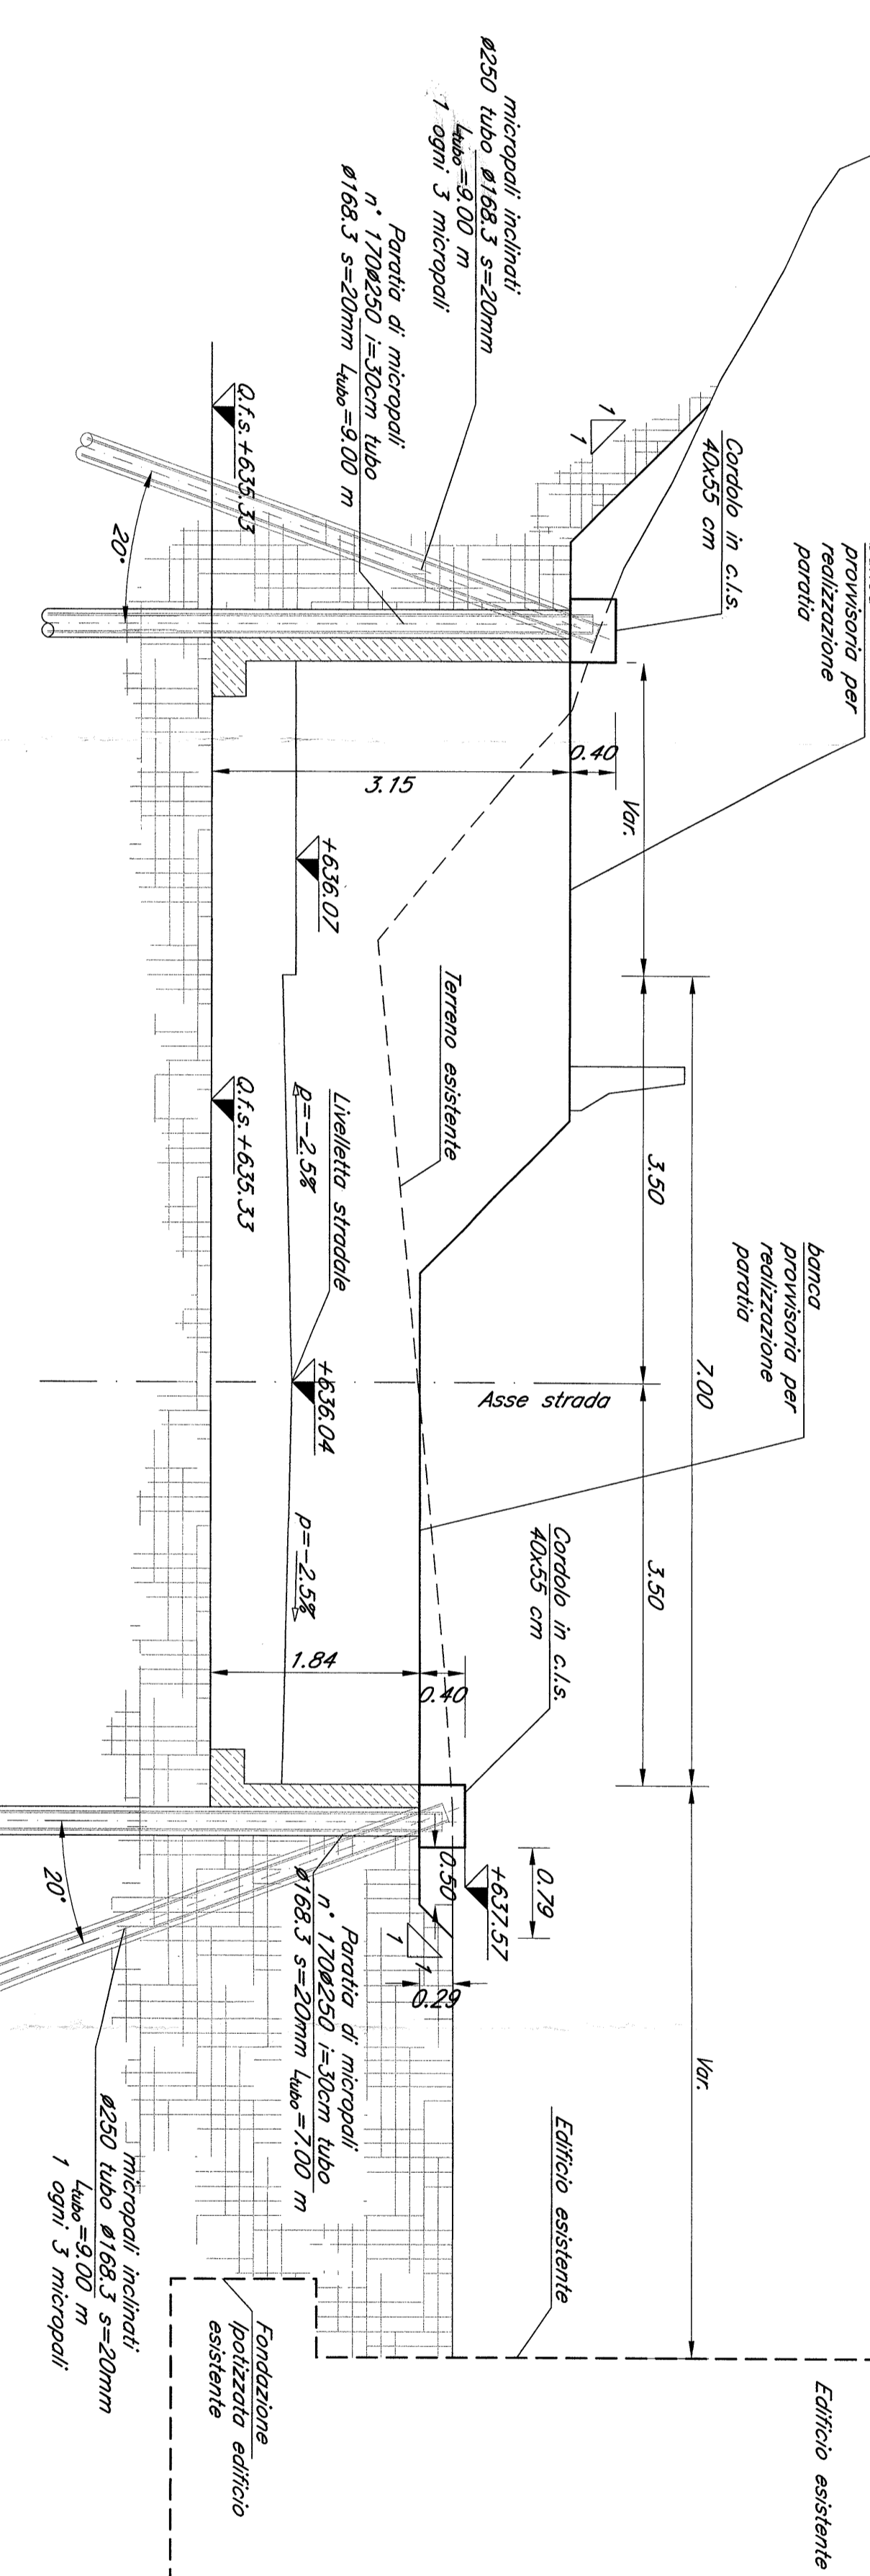 micropali inclinati
ø250 tubo ø168.3 s=20mm
Ltubo=9.00 m
1 ogni 3 micropali
Paratia di micropali
n° 170ø250 i=30cm tubo
ø168.3 s=20mm Ltubo=9.00 m
Q.f.s. +635.33
20°
1
1
Cordolo in c.l.s.
40x55 cm
provvisoria per
realizzazione
paratia
0.40
3.15
Var.
+636.07
Terreno esistente
Q.f.s. +635.33
p=-2.5%
Livelletta stradale
3.50
7.00
banca
provvisoria per
realizzazione
paratia
Asse strada
+636.04
3.50
p=-2.5%
1.84
0.40
Cordolo in c.l.s.
40x55 cm
0.79
+637.57
0.50
1
1
0.29
20°
Paratia di micropali
n° 170ø250 i=30cm tubo
ø168.3 s=20mm Ltubo=7.00 m
micropali inclinati
ø250 tubo ø168.3 s=20mm
Ltubo=9.00 m
1 ogni 3 micropali
Var.
Edificio esistente
Fondazione
Ipotizzata edificio
esistente
Edificio esistente